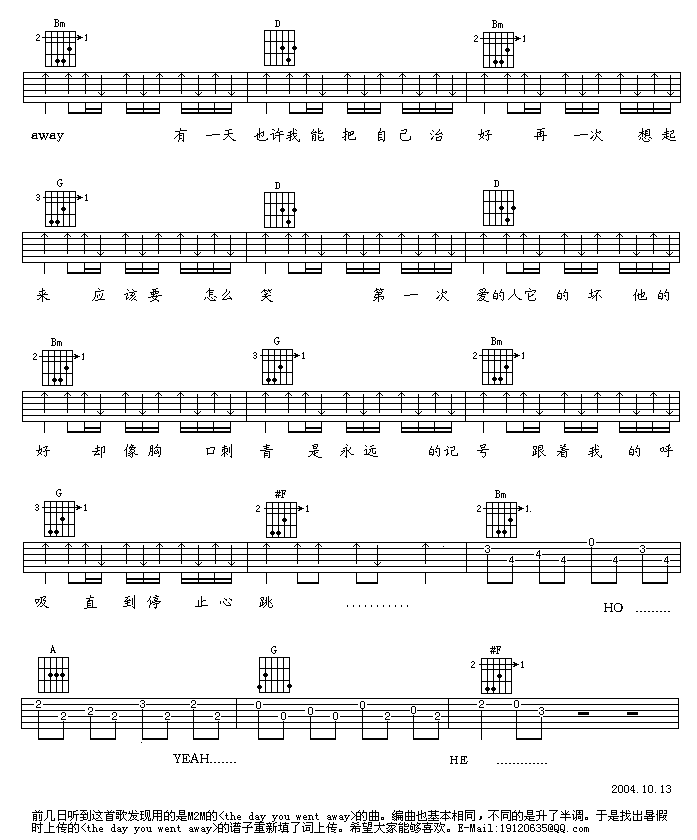 Bm D Bm
2 1 2 1
away 有 一 天 也许我 能 把 自 己 治 好 再 一 次 想 起
G D D
3 1
来 应 该 要 怎么 笑 第 一 次 爱的人它 的 坏 他 的
Bm G Bm
2 1 3 1 2 1
好 却 像 胸 口刺 青 是 永 远 的记 号 跟着 我 的 呼
G #F Bm
3 1 2 1 2 1.
3 4 4 4 0 4 3 4
吸 直 到 停 止 心 跳 ...........
HO .........
A G #F
2 1
2 2 2 2 3 2 2 2 0 0 0 0 0 2 0 2 2 0 3
YEAH....... HE .............
2004.10.13
前几日听到这首歌发现用的是M2M的<the day you went away>的曲。编曲也基本相同，不同的是升了半调。于是找出暑假
时上传的<the day you went away>的谱子重新填了词上传。希望大家能够喜欢。E-Mail:19120635@QQ.com